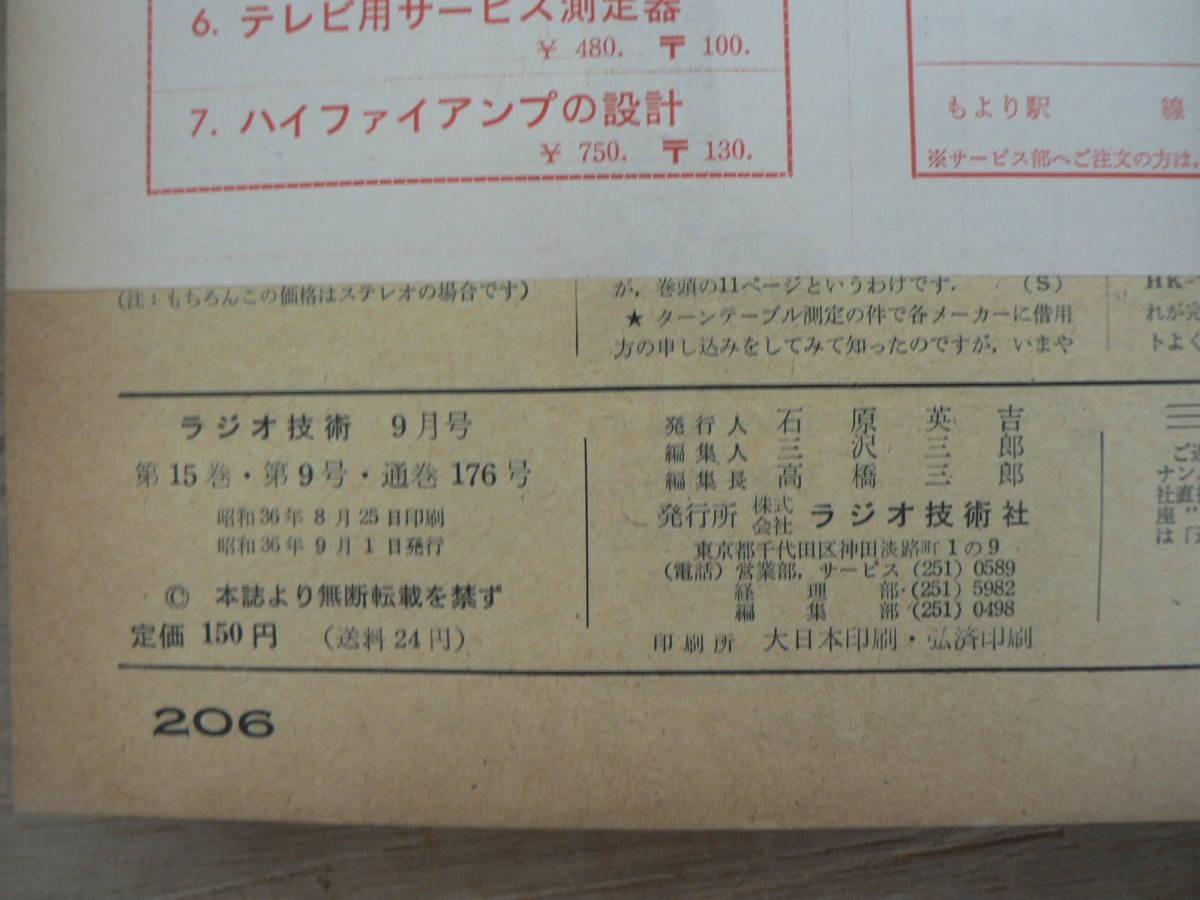 6. テレビ用サービス測定器
¥ 480. 〒 100.
7. ハイファイアンプの設計
¥ 750. 〒 130.
もより駅 線
※サービス部へご注文の方は,
(注:もちろんこの価格はステレオの場合です)
が, 巻頭の11ページというわけです. (S)
★ ターンテーブル測定の件で各メーカーに借用
方の申し込みをしてみて知ったのですが, いまや
HK-
れが完
トよく
ラジオ技術 9月号
第15巻・第9号・通巻 176号
昭和36年 8月25日印刷
昭和36年 9月1日発行
© 本誌より無断転載を禁ず
定価 150円 (送料24円)
発行人 石原英吉
編集人 三沢三郎
編集長 高橋三郎
発行所 株式会社 ラジオ技術社
東京都千代田区神田淡路町1の9
(電話) 営業部, サービス (251) 0589
経理部・(251) 5982
編集部 (251) 0498
印刷所 大日本印刷・弘済印刷
ご
ナン
社直
座"
は「
206